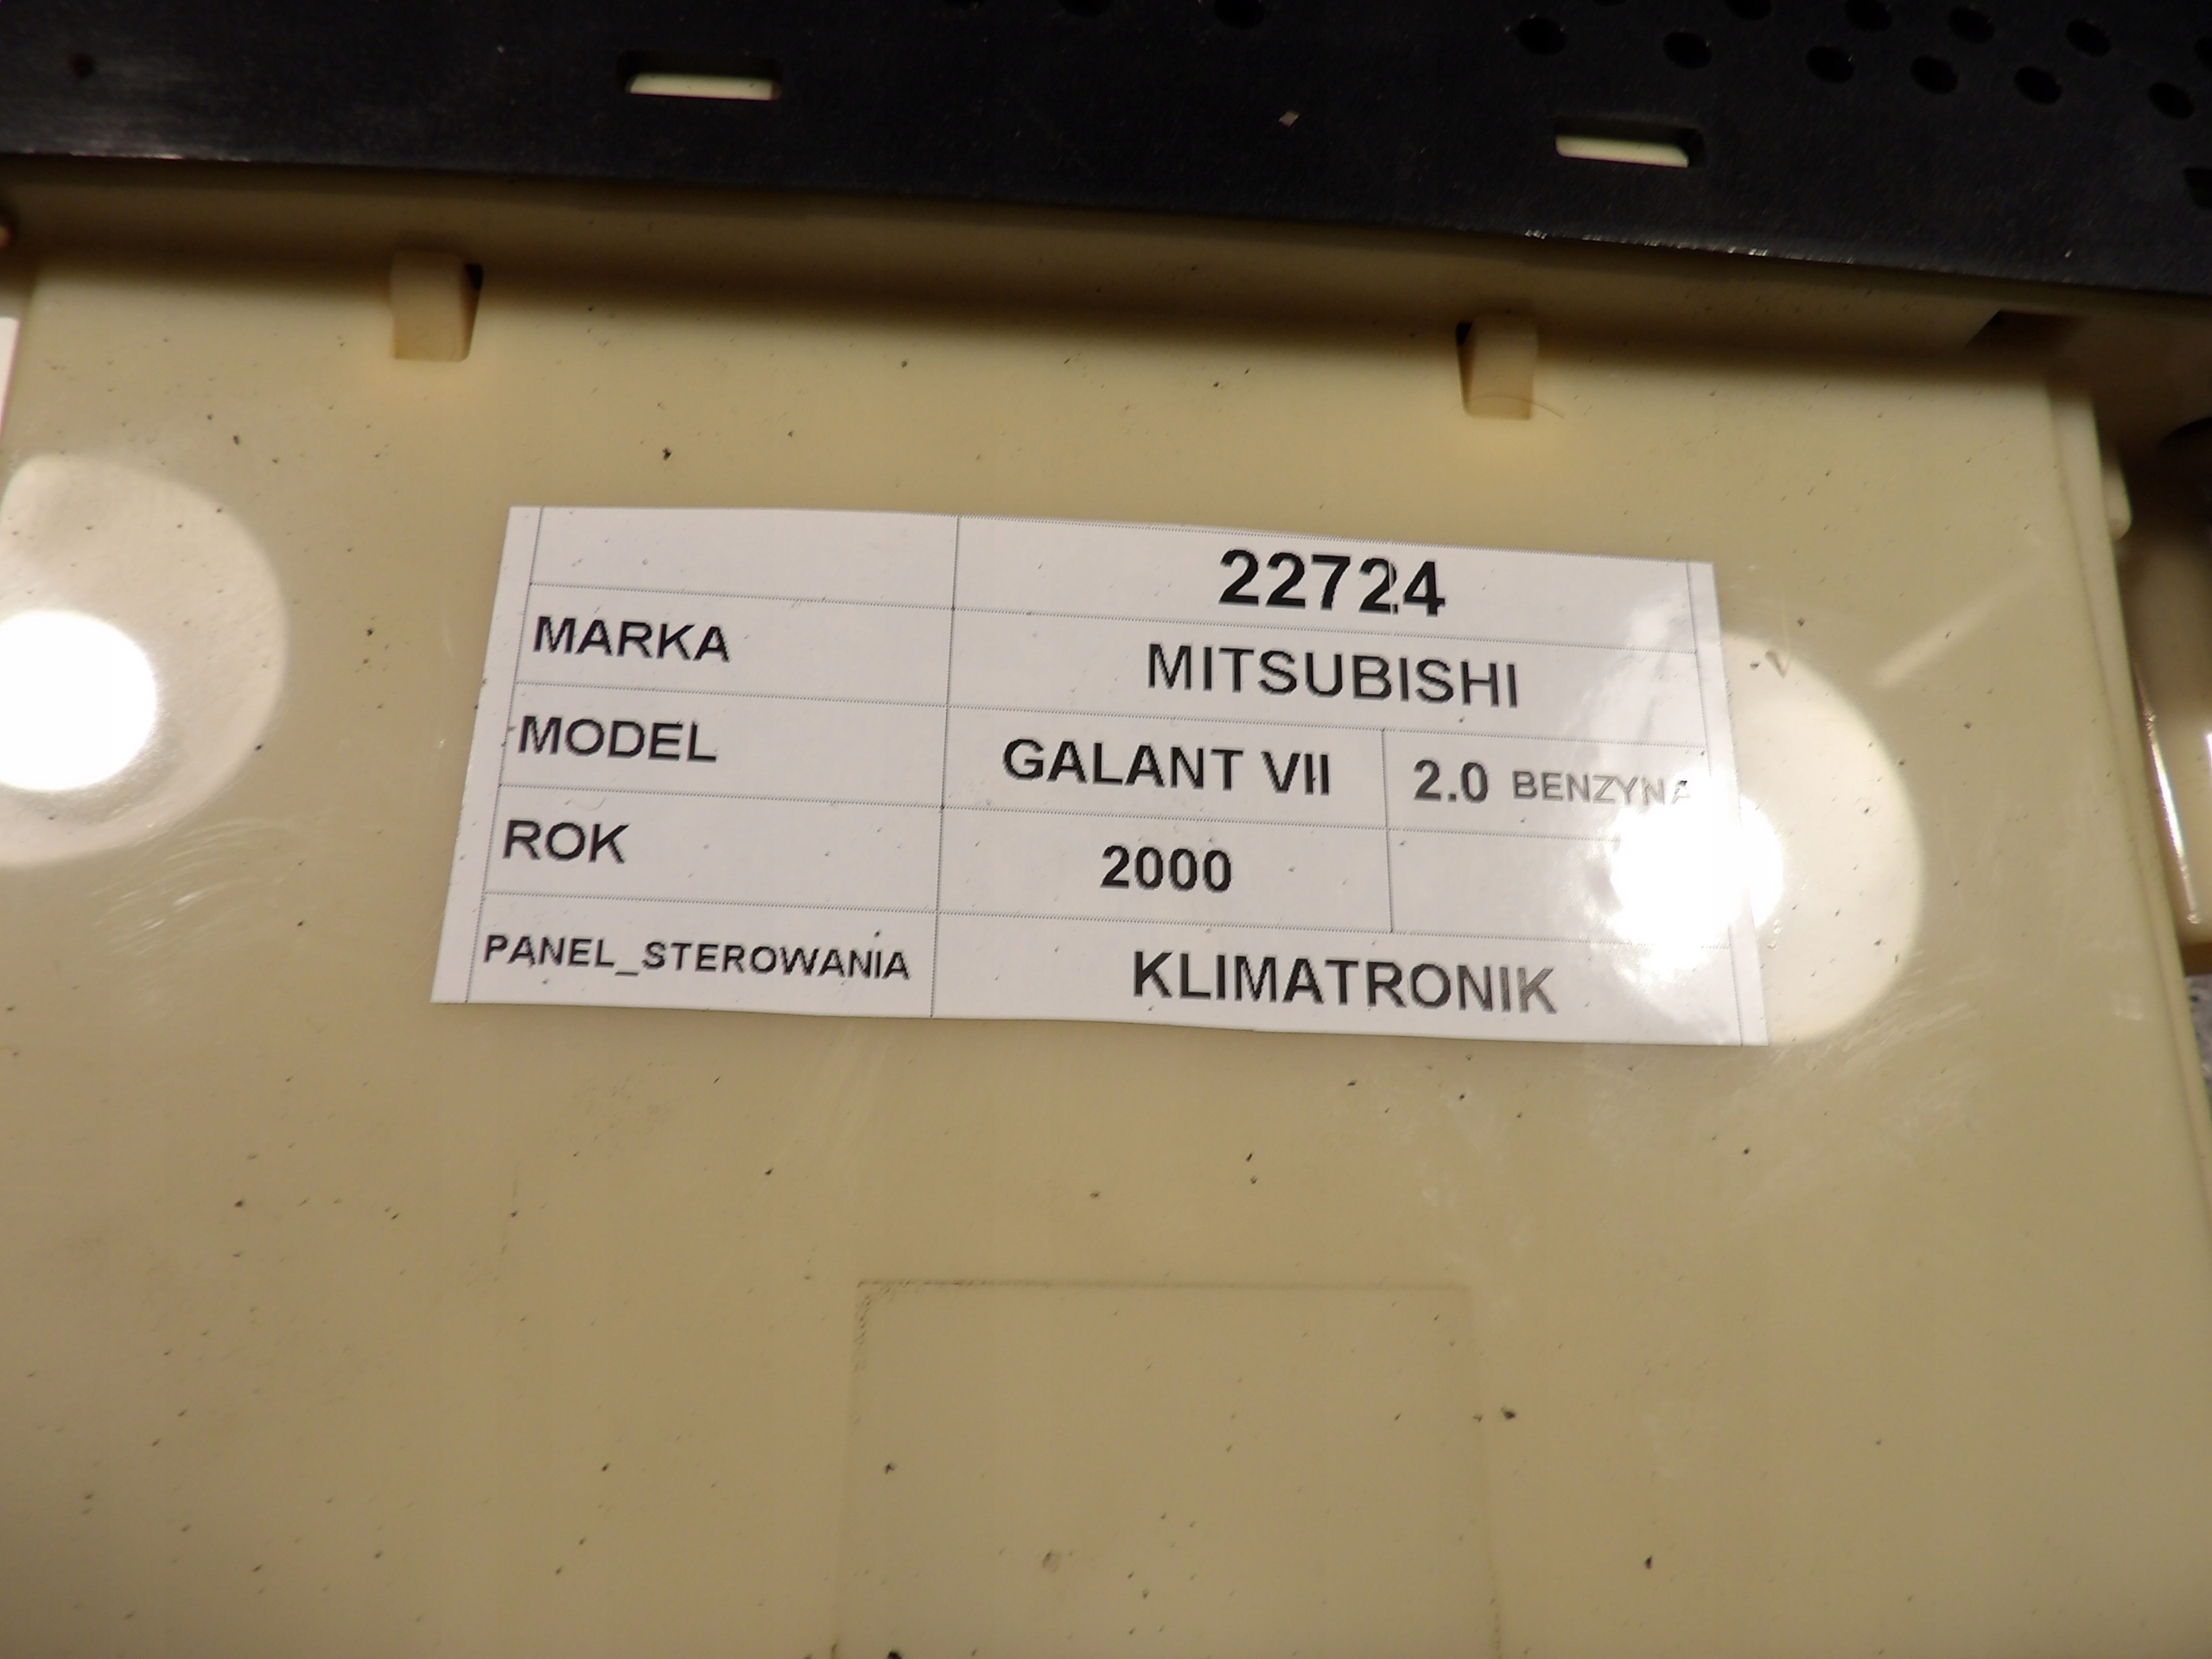 22724
MARKA MITSUBISHI
MODEL GALANT VII 2.0 BENZYNA
ROK 2000
PANEL_STEROWANIA KLIMATRONIK